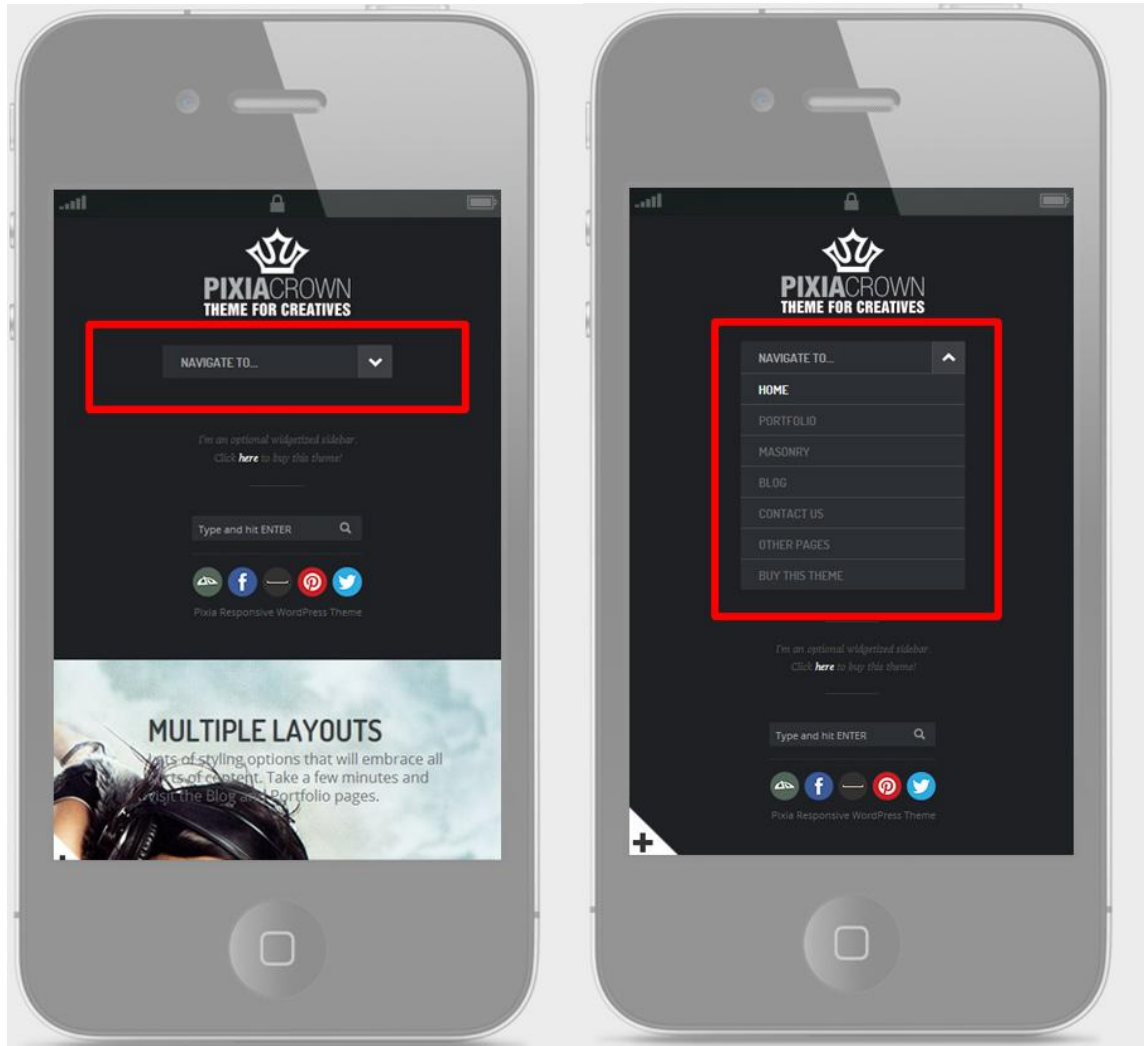 PIXIACROWN
THEME FOR CREATIVES
NAVIGATE TO...
I'm an optional widgetized sidebar.
Click here to buy this theme!
Type and hit ENTER
Pixia Responsive WordPress Theme
MULTIPLE LAYOUTS
Lots of styling options that will embrace all
sorts of content. Take a few minutes and
visit the Blog and Portfolio pages.
PIXIACROWN
THEME FOR CREATIVES
NAVIGATE TO...
HOME
PORTFOLIO
MASONRY
BLOG
CONTACT US
OTHER PAGES
BUY THIS THEME
I'm an optional widgetized sidebar.
Click here to buy this theme!
Type and hit ENTER
Pixia Responsive WordPress Theme